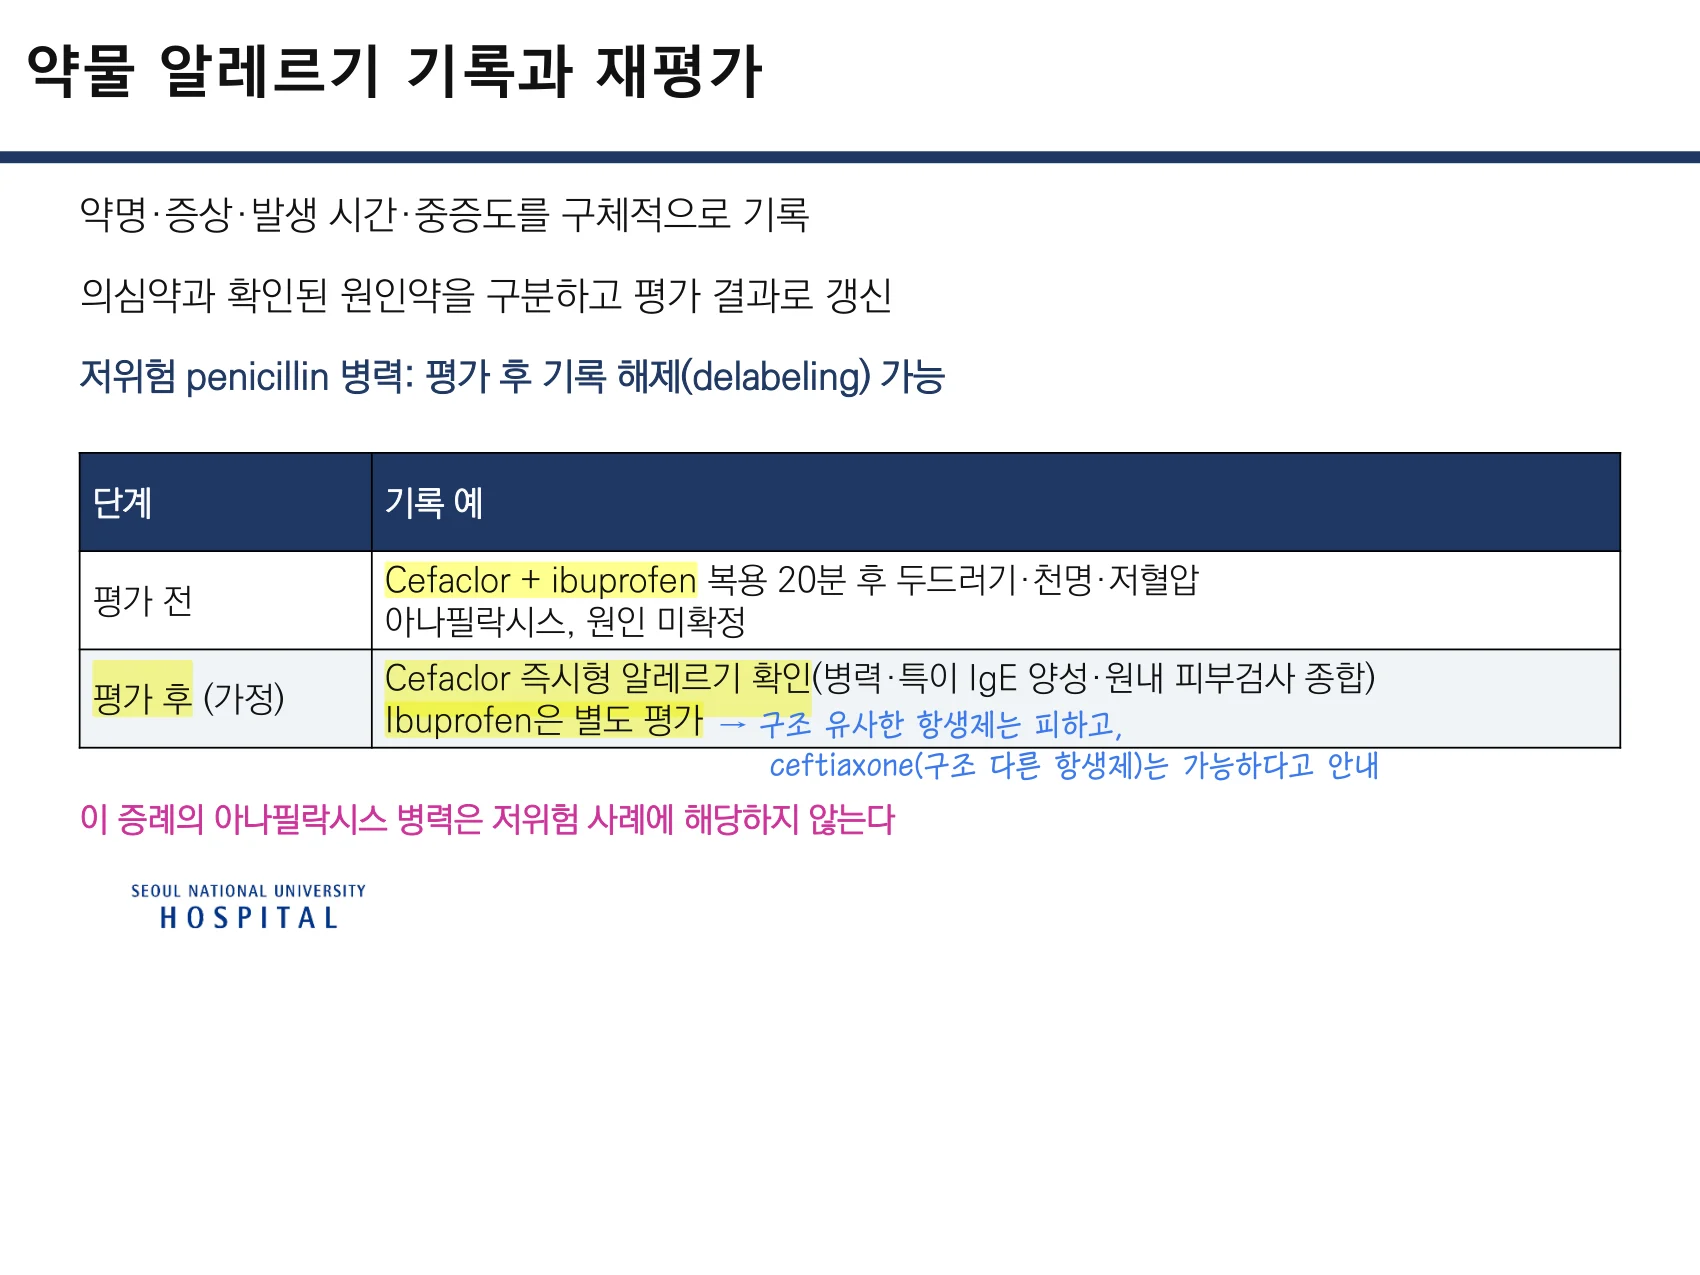 약물 알레르기 기록과 재평가
약명·증상·발생 시간·중증도를 구체적으로 기록
의심약과 확인된 원인약을 구분하고 평가 결과로 갱신
저위험 penicillin 병력: 평가 후 기록 해제(delabeling) 가능
단계
기록 예
평가 전
Cefaclor + ibuprofen 복용 20분 후 두드러기·천명·저혈압
아나필락시스, 원인 미확정
평가 후 (가정)
Cefaclor 즉시형 알레르기 확인(병력·특이 IgE 양성·원내 피부검사 종합)
Ibuprofen은 별도 평가 → 구조 유사한 항생제는 피하고,
ceftiaxone(구조 다른 항생제)는 가능하다고 안내
이 증례의 아나필락시스 병력은 저위험 사례에 해당하지 않는다
SEOUL NATIONAL UNIVERSITY
HOSPITAL